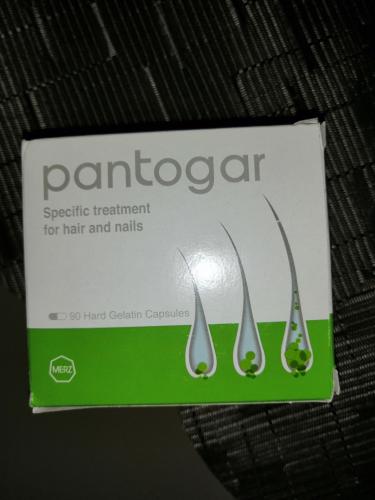 pantogar
Specific treatment
for hair and nails
90 Hard Gelatin Capsules
MERZ